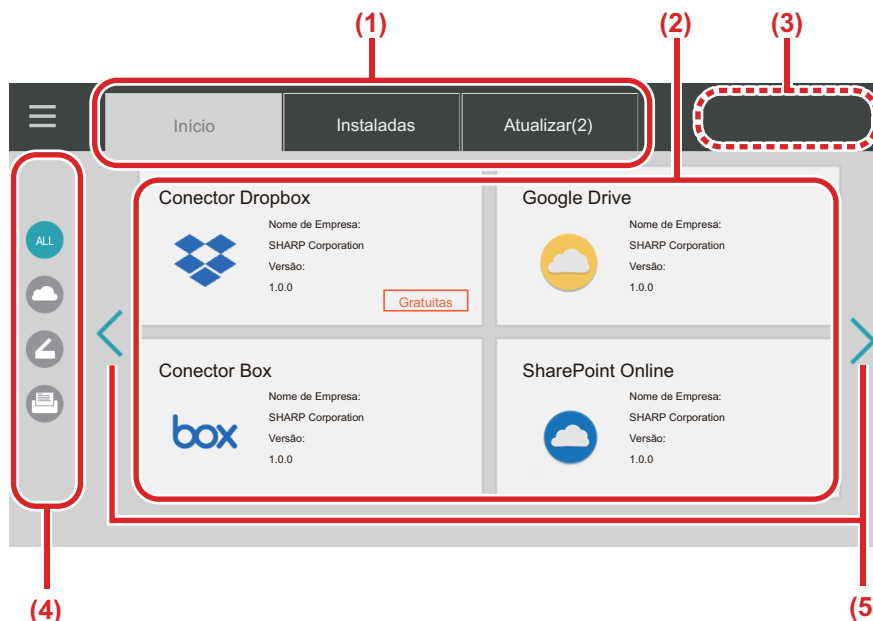 (1) (2) (3)
Início Instaladas Atualizar(2)
Conector Dropbox
Nome de Empresa:
SHARP Corporation
Versão:
1.0.0
Gratuitas
Google Drive
Nome de Empresa:
SHARP Corporation
Versão:
1.0.0
ALL
Conector Box
box
Nome de Empresa:
SHARP Corporation
Versão:
1.0.0
SharePoint Online
Nome de Empresa:
SHARP Corporation
Versão:
1.0.0
(4) (5